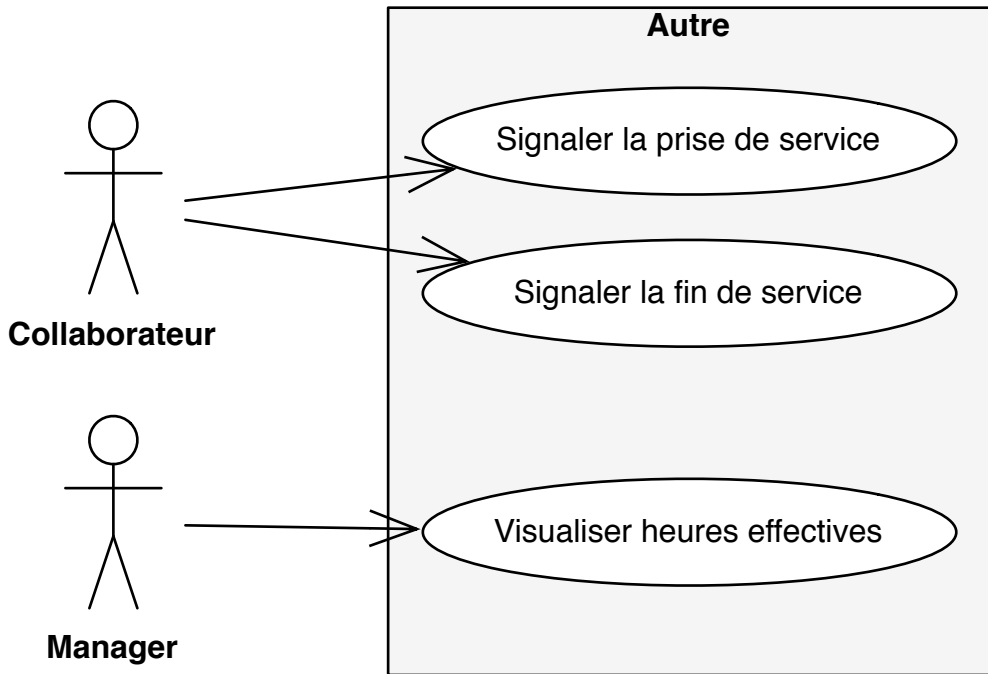 Autre
Signaler la prise de service
Signaler la fin de service
Collaborateur
Visualiser heures effectives
Manager